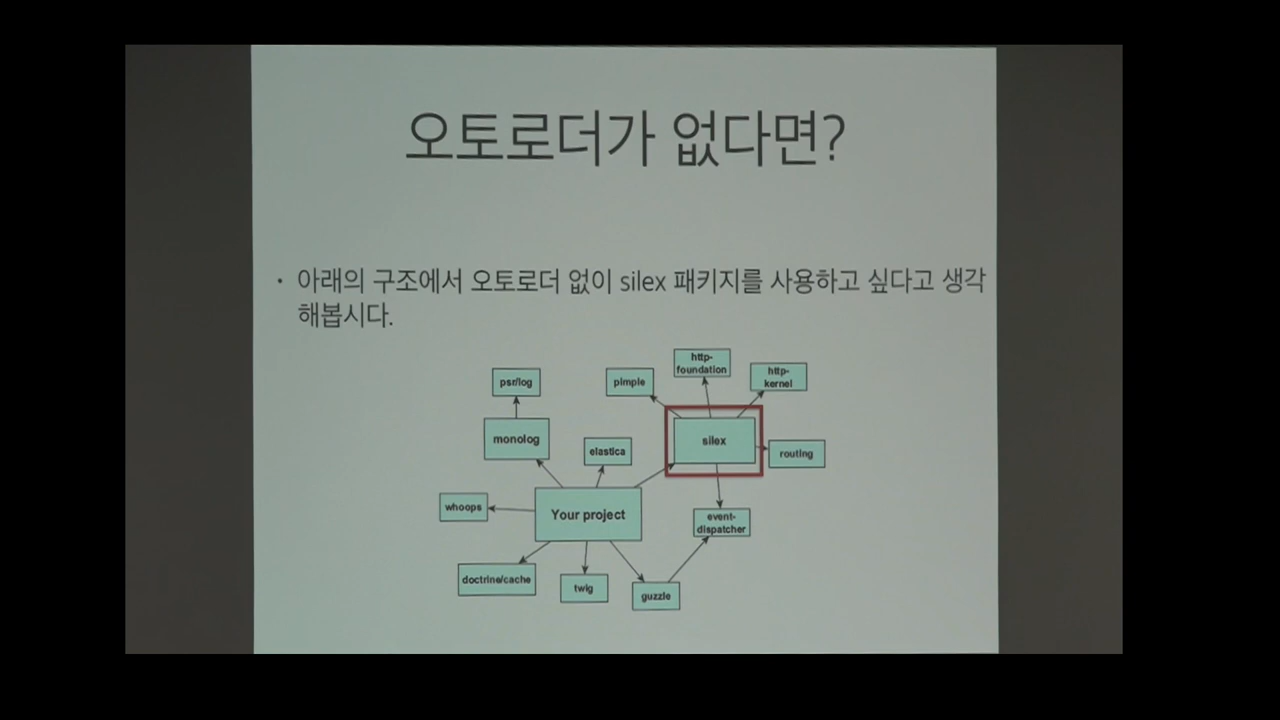 오토로더가 없다면?
• 아래의 구조에서 오토로더 없이 silex 패키지를 사용하고 싶다고 생각
해봅시다.
http-
foundation
http-
kernel
psr/log
pimple
monolog
silex
elastica
routing
whoops
Your project
event-
dispatcher
doctrine/cache
twig
guzzle